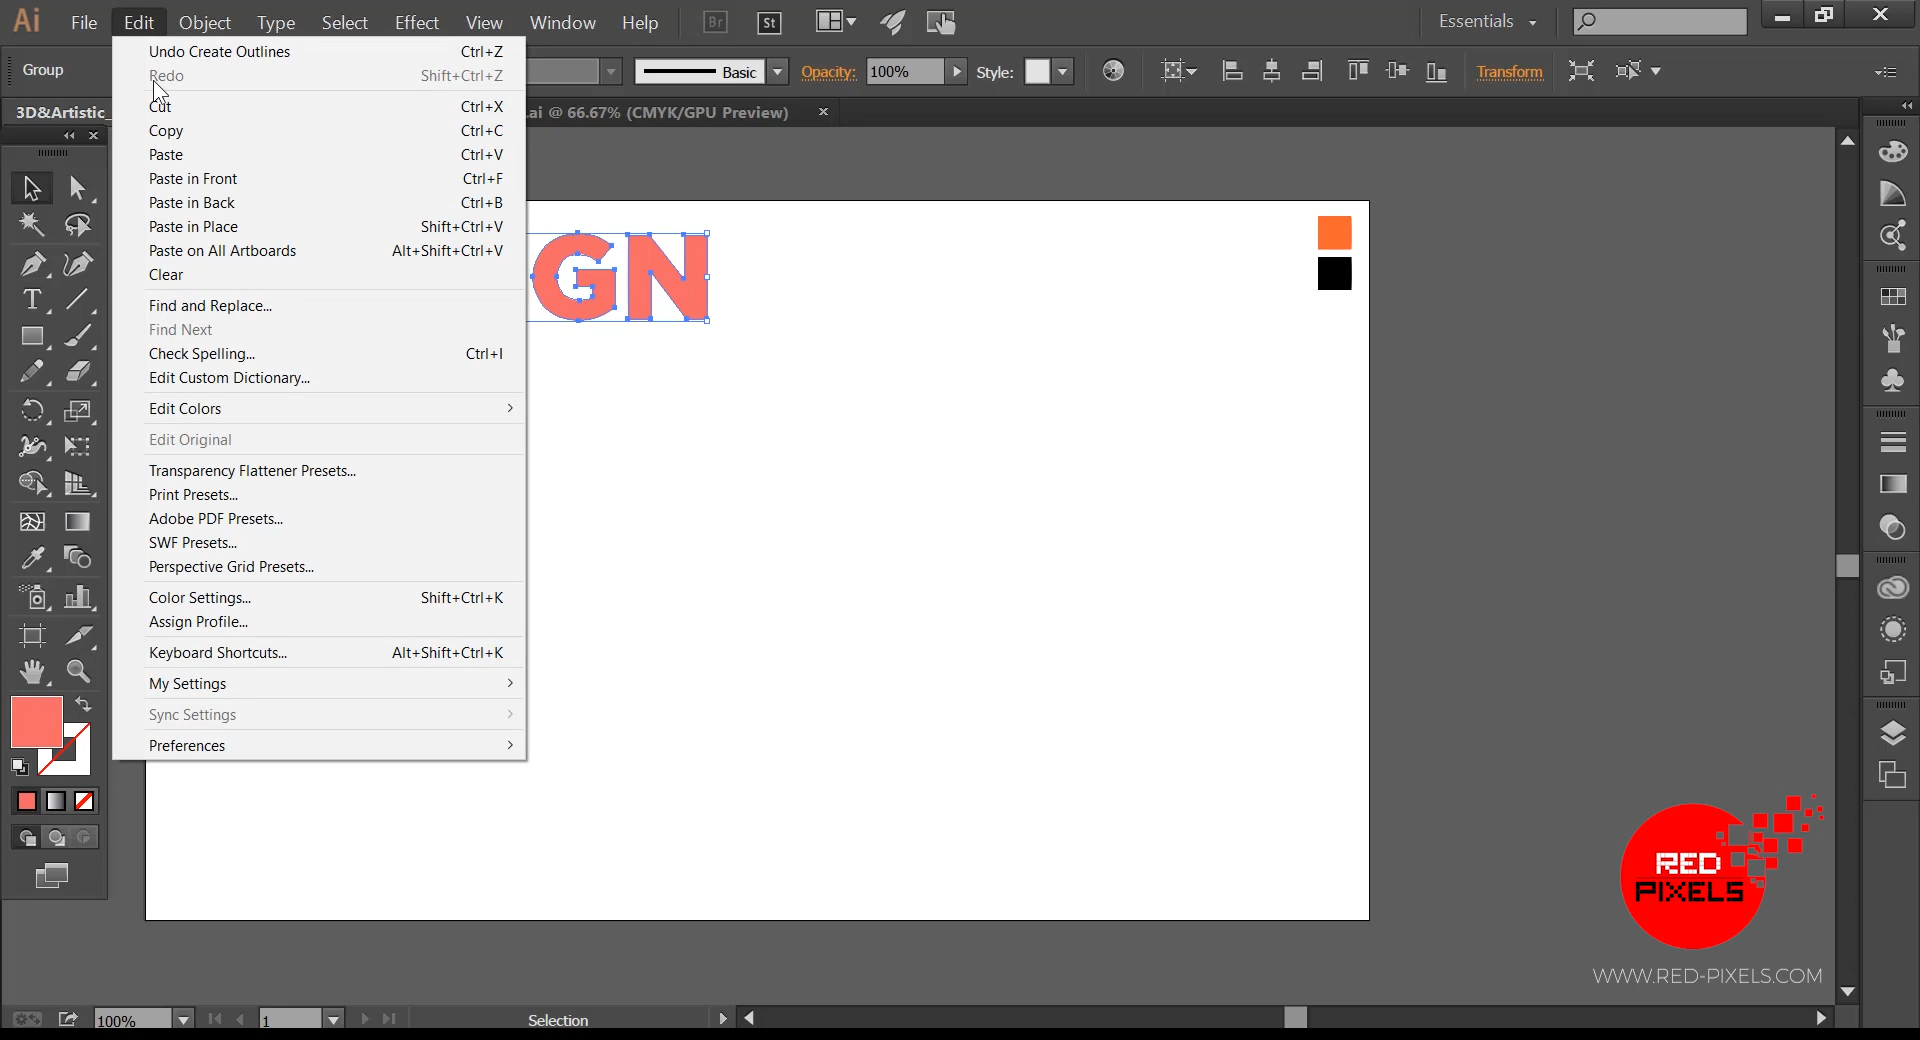 Ai File Edit Object Type Select Effect View Window Help Br St Essentials
Group Basic Opacity: 100% Style: Transform
3D&Artistic_ .ai @ 66.67% (CMYK/GPU Preview)
Undo Create Outlines Ctrl+Z
Redo Shift+Ctrl+Z
Cut Ctrl+X
Copy Ctrl+C
Paste Ctrl+V
Paste in Front Ctrl+F
Paste in Back Ctrl+B
Paste in Place Shift+Ctrl+V
Paste on All Artboards Alt+Shift+Ctrl+V
Clear
Find and Replace...
Find Next
Check Spelling... Ctrl+I
Edit Custom Dictionary...
Edit Colors
Edit Original
Transparency Flattener Presets...
Print Presets...
Adobe PDF Presets...
SWF Presets...
Perspective Grid Presets...
Color Settings... Shift+Ctrl+K
Assign Profile...
Keyboard Shortcuts... Alt+Shift+Ctrl+K
My Settings
Sync Settings
Preferences
GN
RED
PIXELS
WWW.RED-PIXELS.COM
100% 1 Selection